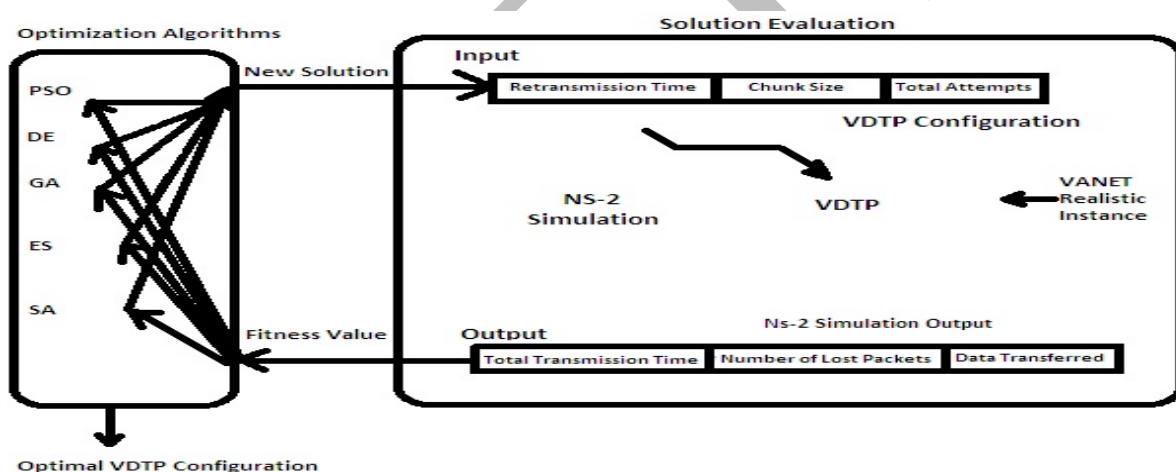 Solution Evaluation
Optimization Algorithms
Input
New Solution
PSO
Retransmission Time
Chunk Size
Total Attempts
VDTP Configuration
DE
GA
NS-2
Simulation
VDTP
VANET
Realistic
Instance
ES
SA
Fitness Value
Output
Ns-2 Simulation Output
Total Transmission Time
Number of Lost Packets
Data Transferred
Optimal VDTP Configuration